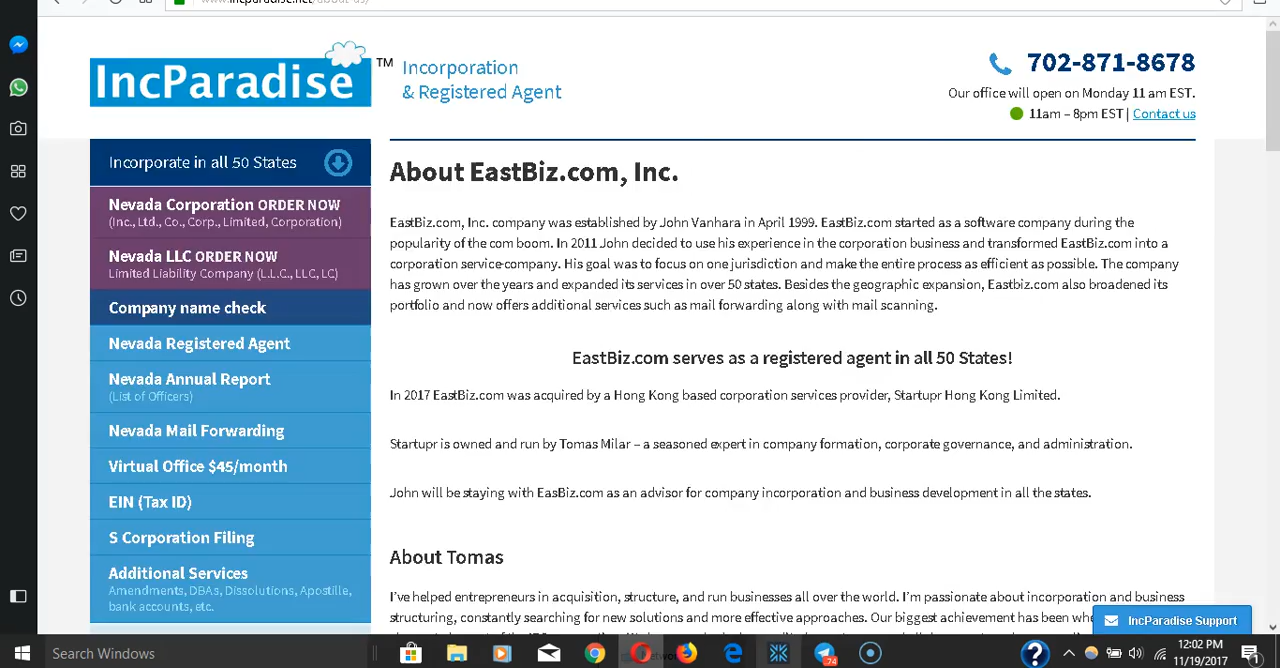 IncParadise™
Incorporation
& Registered Agent
702-871-8678
Our office will open on Monday 11 am EST.
11am – 8pm EST | Contact us
Incorporate in all 50 States
Nevada Corporation ORDER NOW
(Inc., Ltd., Co., Corp., Limited, Corporation)
Nevada LLC ORDER NOW
Limited Liability Company (L.L.C., LLC, LC)
Company name check
Nevada Registered Agent
Nevada Annual Report
(List of Officers)
Nevada Mail Forwarding
Virtual Office $45/month
EIN (Tax ID)
S Corporation Filing
Additional Services
Amendments, DBAs, Dissolutions, Apostille,
bank accounts, etc.
About EastBiz.com, Inc.
EastBiz.com, Inc. company was established by John Vanhara in April 1999. EastBiz.com started as a software company during the
popularity of the com boom. In 2011 John decided to use his experience in the corporation business and transformed EastBiz.com into a
corporation service-company. His goal was to focus on one jurisdiction and make the entire process as efficient as possible. The company
has grown over the years and expanded its services in over 50 states. Besides the geographic expansion, Eastbiz.com also broadened its
portfolio and now offers additional services such as mail forwarding along with mail scanning.
EastBiz.com serves as a registered agent in all 50 States!
In 2017 EastBiz.com was acquired by a Hong Kong based corporation services provider, Startupr Hong Kong Limited.
Startupr is owned and run by Tomas Milar – a seasoned expert in company formation, corporate governance, and administration.
John will be staying with EasBiz.com as an advisor for company incorporation and business development in all the states.
About Tomas
I've helped entrepreneurs in acquisition, structure, and run businesses all over the world. I'm passionate about incorporation and business
structuring, constantly searching for new solutions and more effective approaches. Our biggest achievement has been
IncParadise Support
Search Windows
74
12:02 PM
11/19/2017